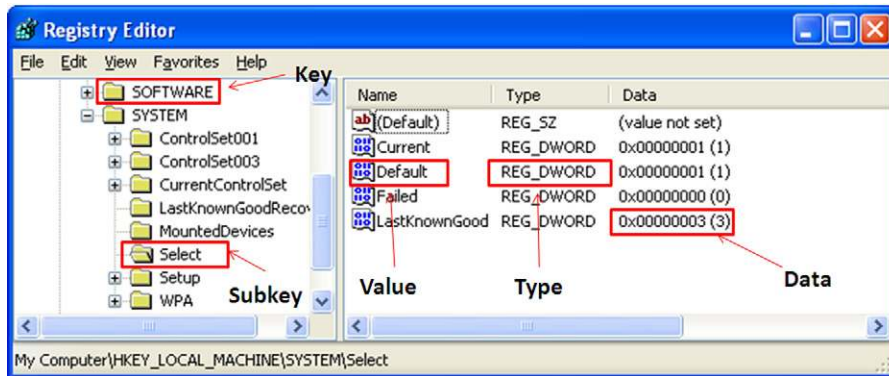 Registry Editor
File Edit View Favorites Help
Key
SOFTWARE
SYSTEM
ControlSet001
ControlSet003
CurrentControlSet
LastKnownGoodRecov
MountedDevices
Select
Setup
WPA
Subkey
Name Type Data
ab (Default) REG_SZ (value not set)
Current REG_DWORD 0x00000001 (1)
Default REG_DWORD 0x00000001 (1)
Failed REG_DWORD 0x00000000 (0)
LastKnownGood REG_DWORD 0x00000003 (3)
Value Type Data
My Computer\HKEY_LOCAL_MACHINE\SYSTEM\Select